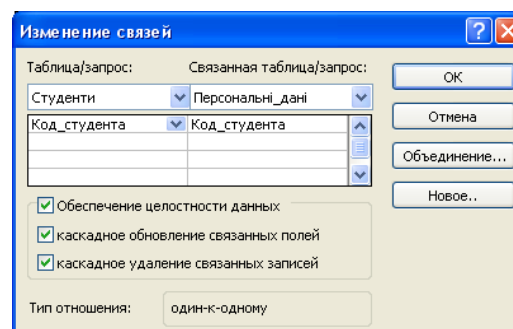 Изменение связей
Таблица/запрос: Связанная таблица/запрос:
Студенти Персональні_дані
Код_студента Код_студента
Обеспечение целостности данных
каскадное обновление связанных полей
каскадное удаление связанных записей
Тип отношения: один-к-одному
ОК
Отмена
Объединение...
Новое..